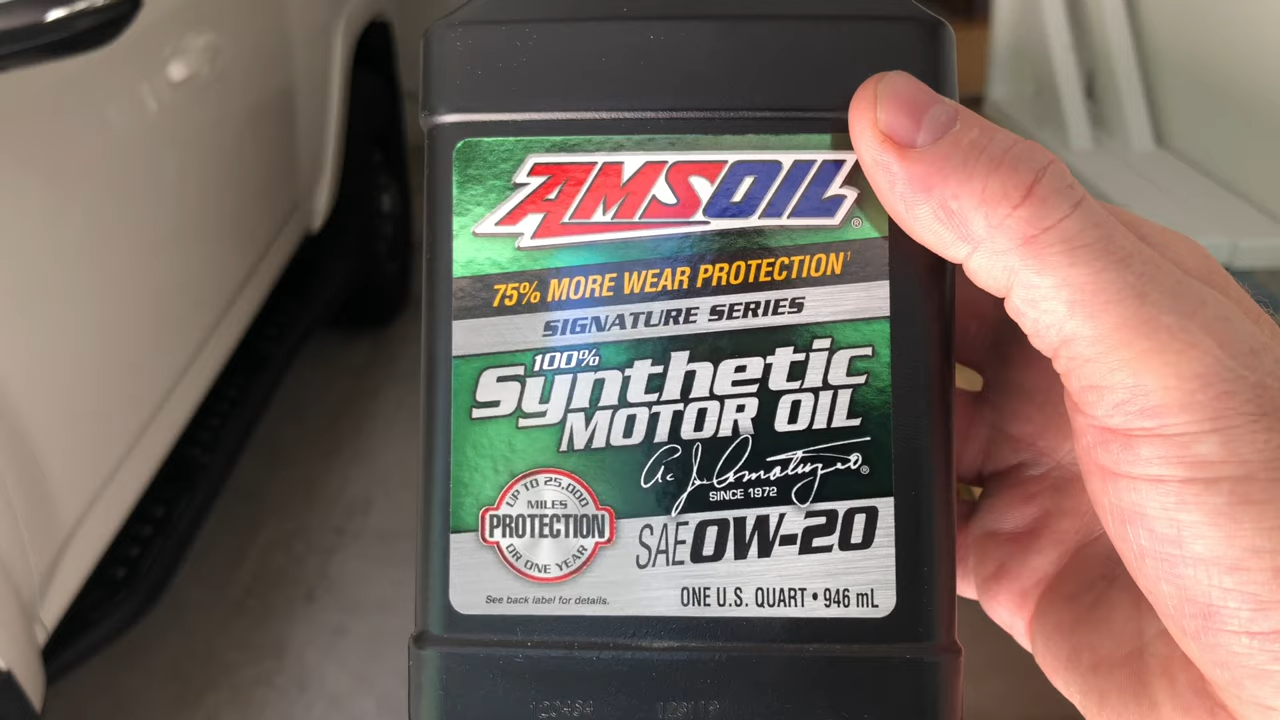 AMSOIL®
75% MORE WEAR PROTECTION¹
SIGNATURE SERIES
100%
Synthetic
MOTOR OIL
A. J. Amatuzio®
SINCE 1972
UP TO 25,000
MILES
PROTECTION
OR ONE YEAR
SAE 0W-20
See back label for details.
ONE U.S. QUART • 946 mL